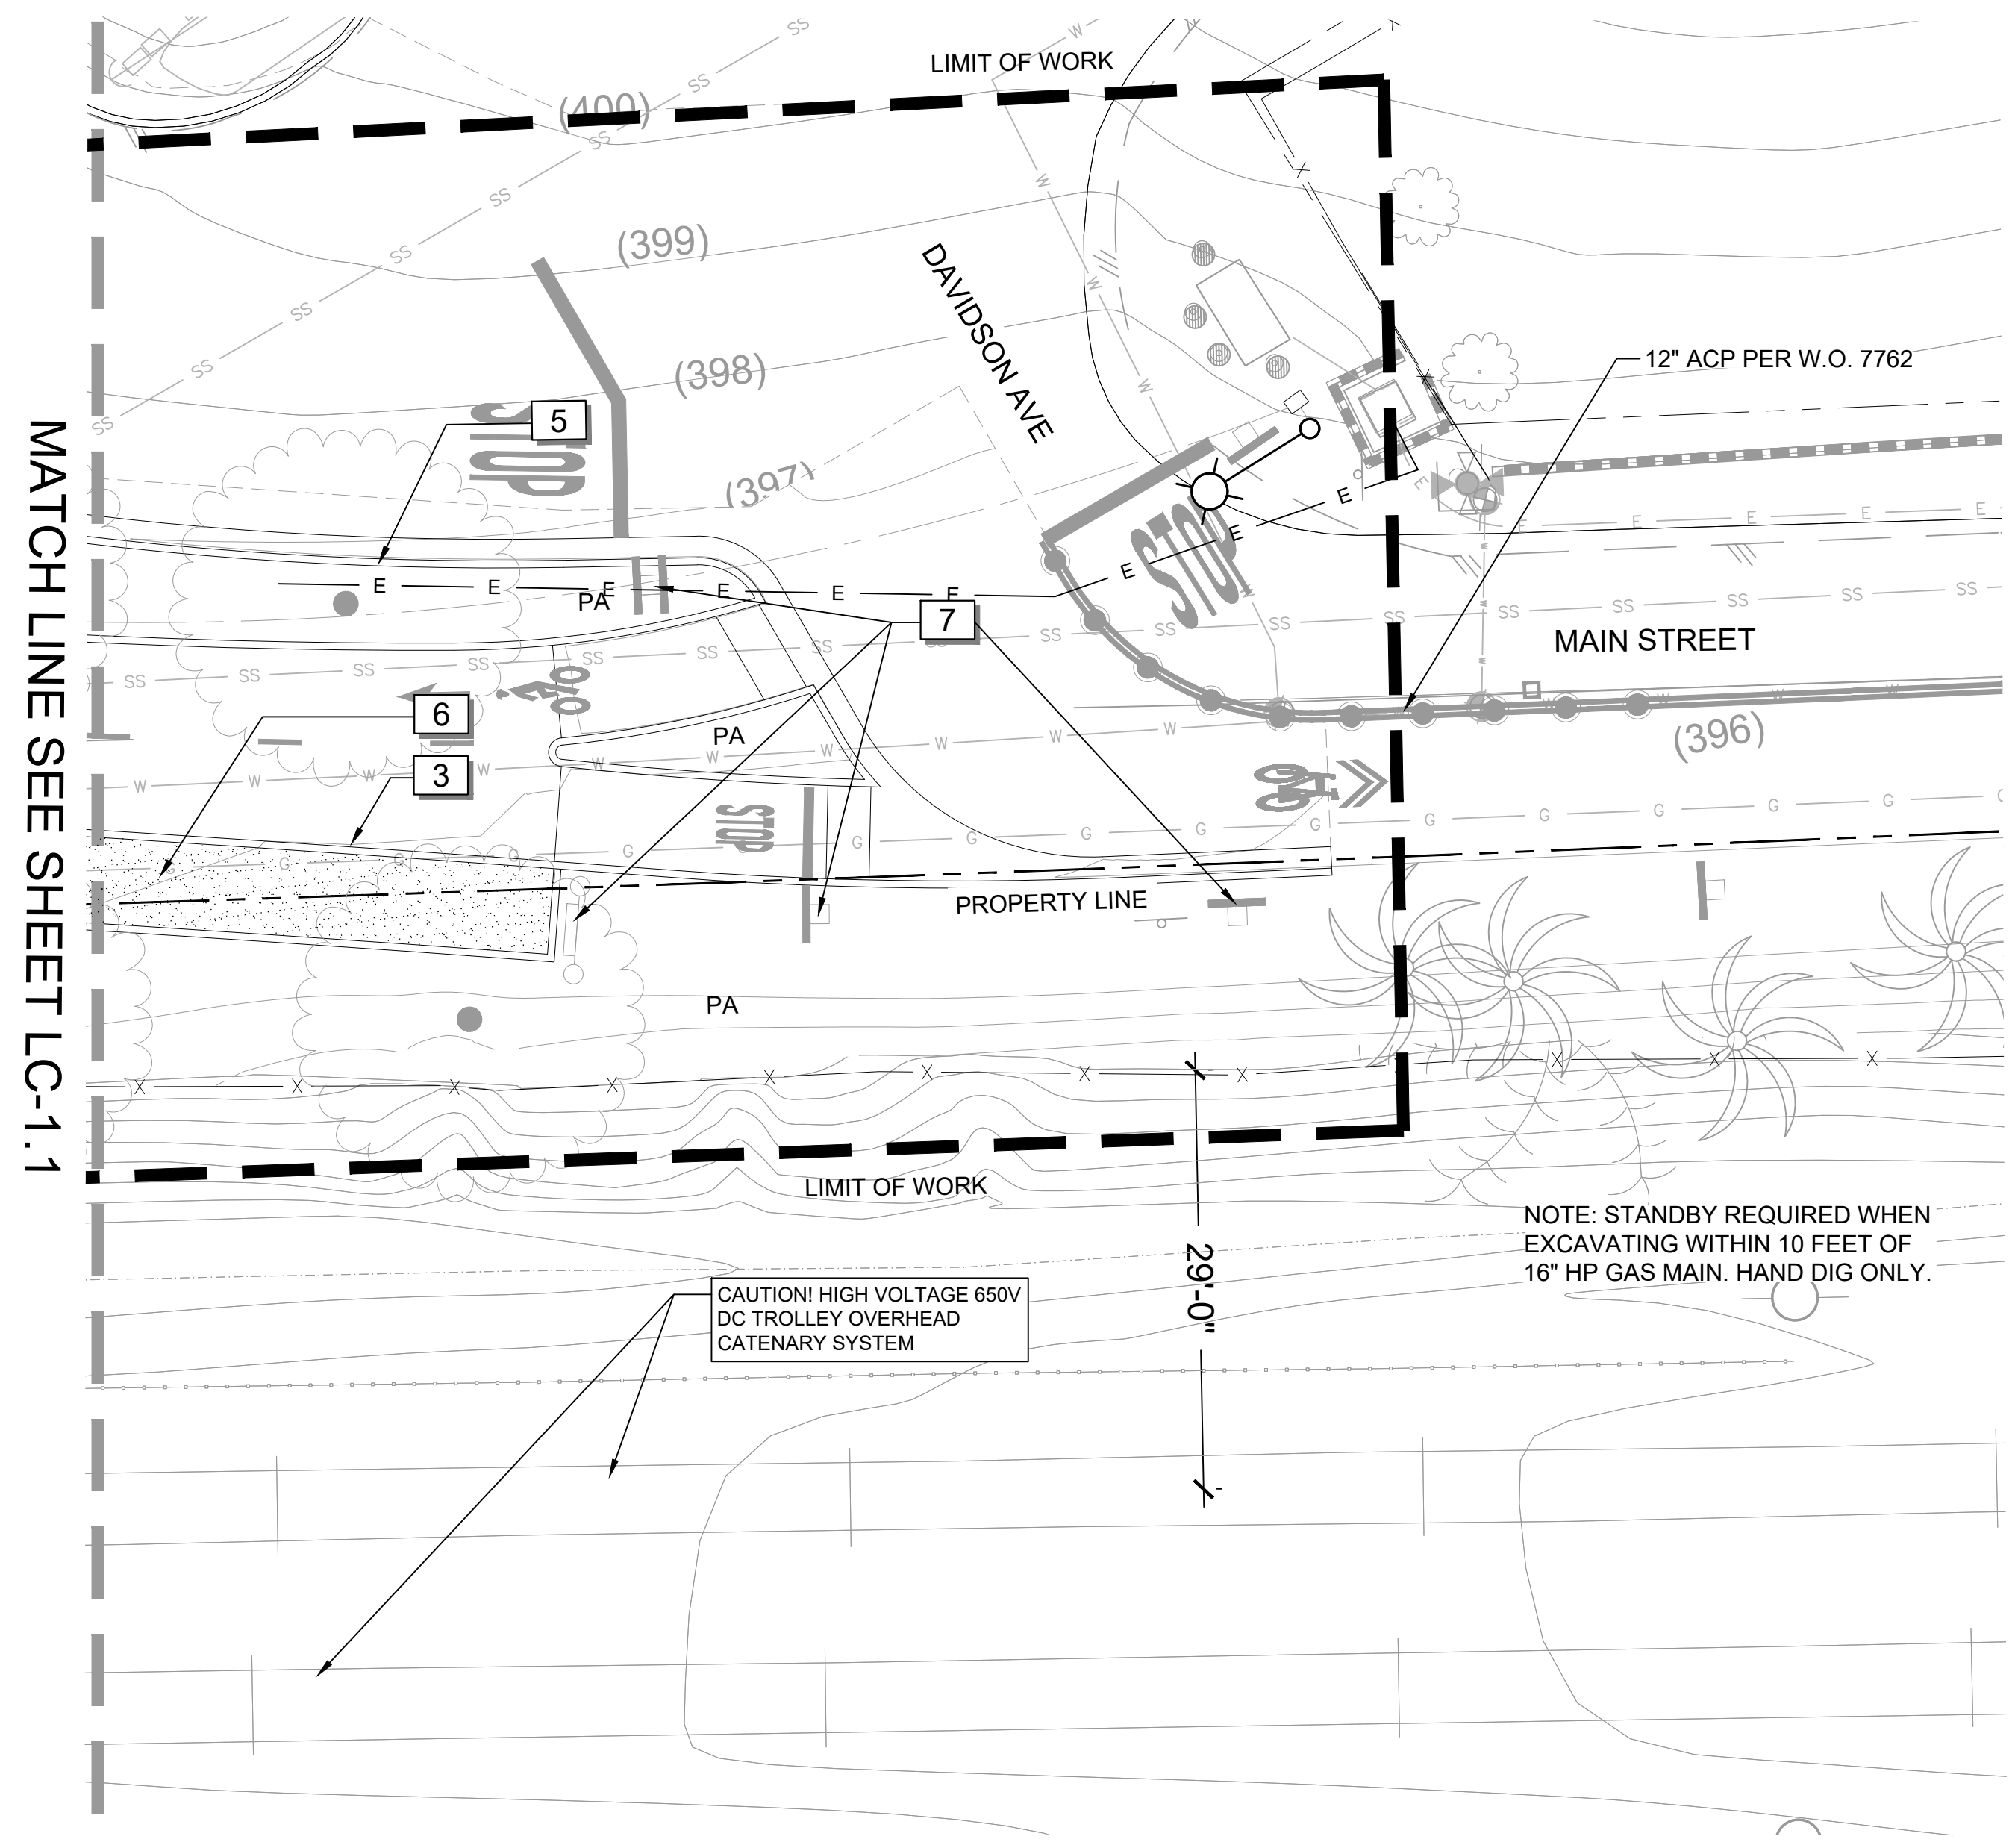 LIMIT OF WORK
(400)
(399)
(398)
(397)
(396)
DAVIDSON AVE
12" ACP PER W.O. 7762
5
STOP
STOP
7
PA
MAIN STREET
6
3
PA
STOP
PROPERTY LINE
PA
MATCH LINE SEE SHEET LC-1.1
LIMIT OF WORK
29'-0"
NOTE: STANDBY REQUIRED WHEN
EXCAVATING WITHIN 10 FEET OF
16" HP GAS MAIN. HAND DIG ONLY.
CAUTION! HIGH VOLTAGE 650V
DC TROLLEY OVERHEAD
CATENARY SYSTEM